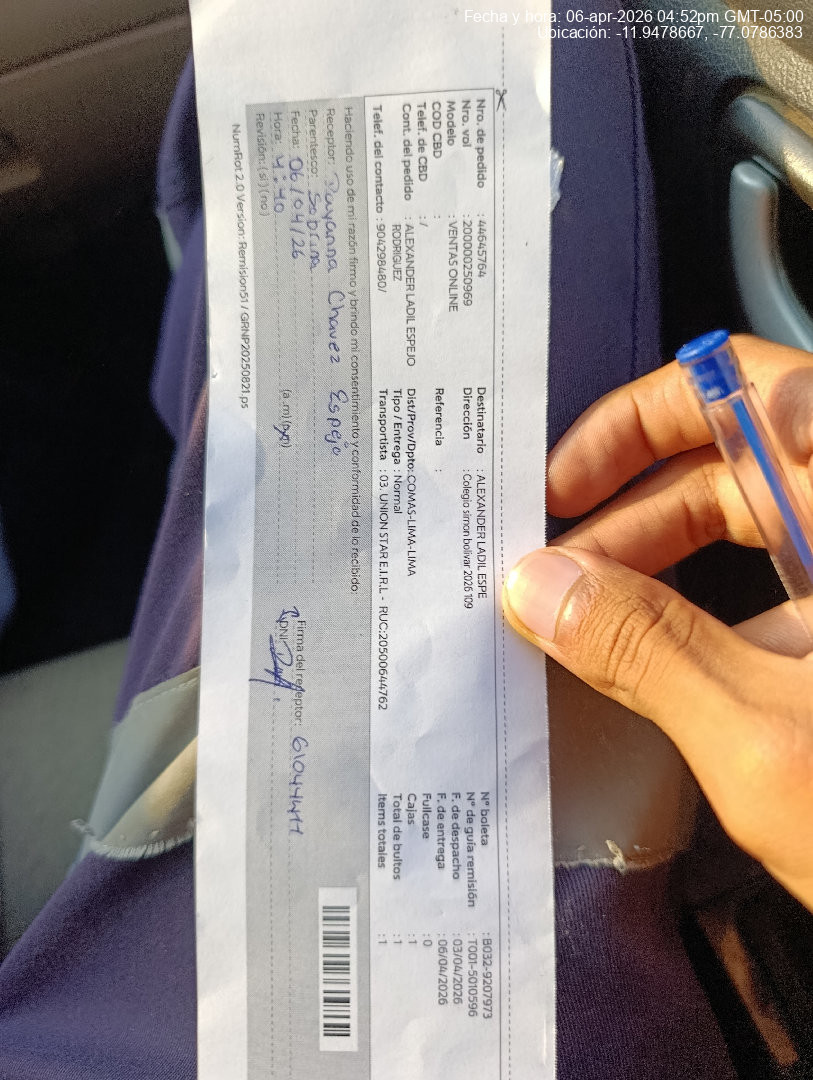 Fecha y hora: 06-apr-2026 04:52pm GMT-05:00
Ubicación: -11.9478667, -77.0786383
Nro. de pedido : 44645764
Nro. vol : 2000000250969
Modelo : VENTAS ONLINE
COD CBD :
Telef. de CBD : /
Cont. del pedido : ALEXANDER LADIL ESPEJO
RODRIGUEZ
Telef. del contacto : 904298480/
Destinatario : ALEXANDER LADIL ESPE
Dirección : Colegio simon bolivar 2026 109
Referencia :
Dist/Prov/Dpto: COMAS-LIMA-LIMA
Tipo / Entrega : Normal
Transportista : 03. UNION STAR E.I.R.L - RUC:20500644762
N° boleta : B032-9207973
N° de guía remisión : T001-5010596
F. de despacho : 03/04/2026
F. de entrega : 06/04/2026
Fullcase : 0
Cajas : 1
Total de bultos : 1
Items totales : 1
Haciendo uso de mi razón firmo y brindo mi consentimiento y conformidad de lo recibido:
Receptor: Dayanna Chavez Espejo
Parentesco: Sobrina
Fecha: 06/04/26
Hora: 4:40 (a.m)(p.m)
Revisión: (si)(no)
Firma del receptor:
DNI: 61044411
NumRot 2.0 Version: Remision51 / GRNP20250821.ps